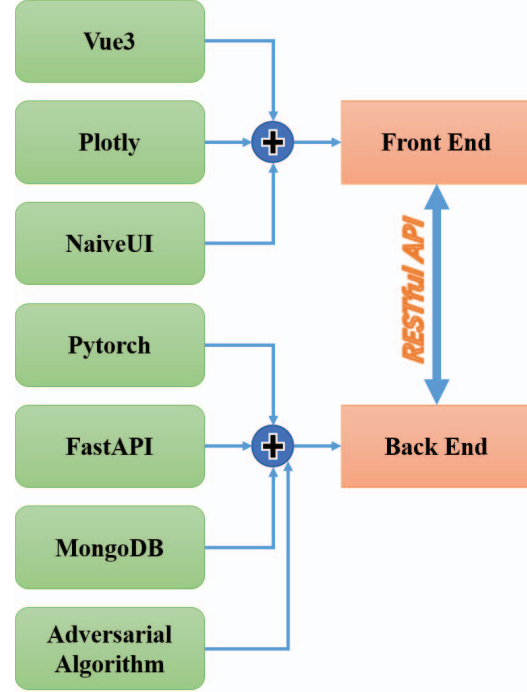 Vue3
Plotly
NaiveUI
Front End
RESTful API
Pytorch
FastAPI
MongoDB
Adversarial
Algorithm
Back End